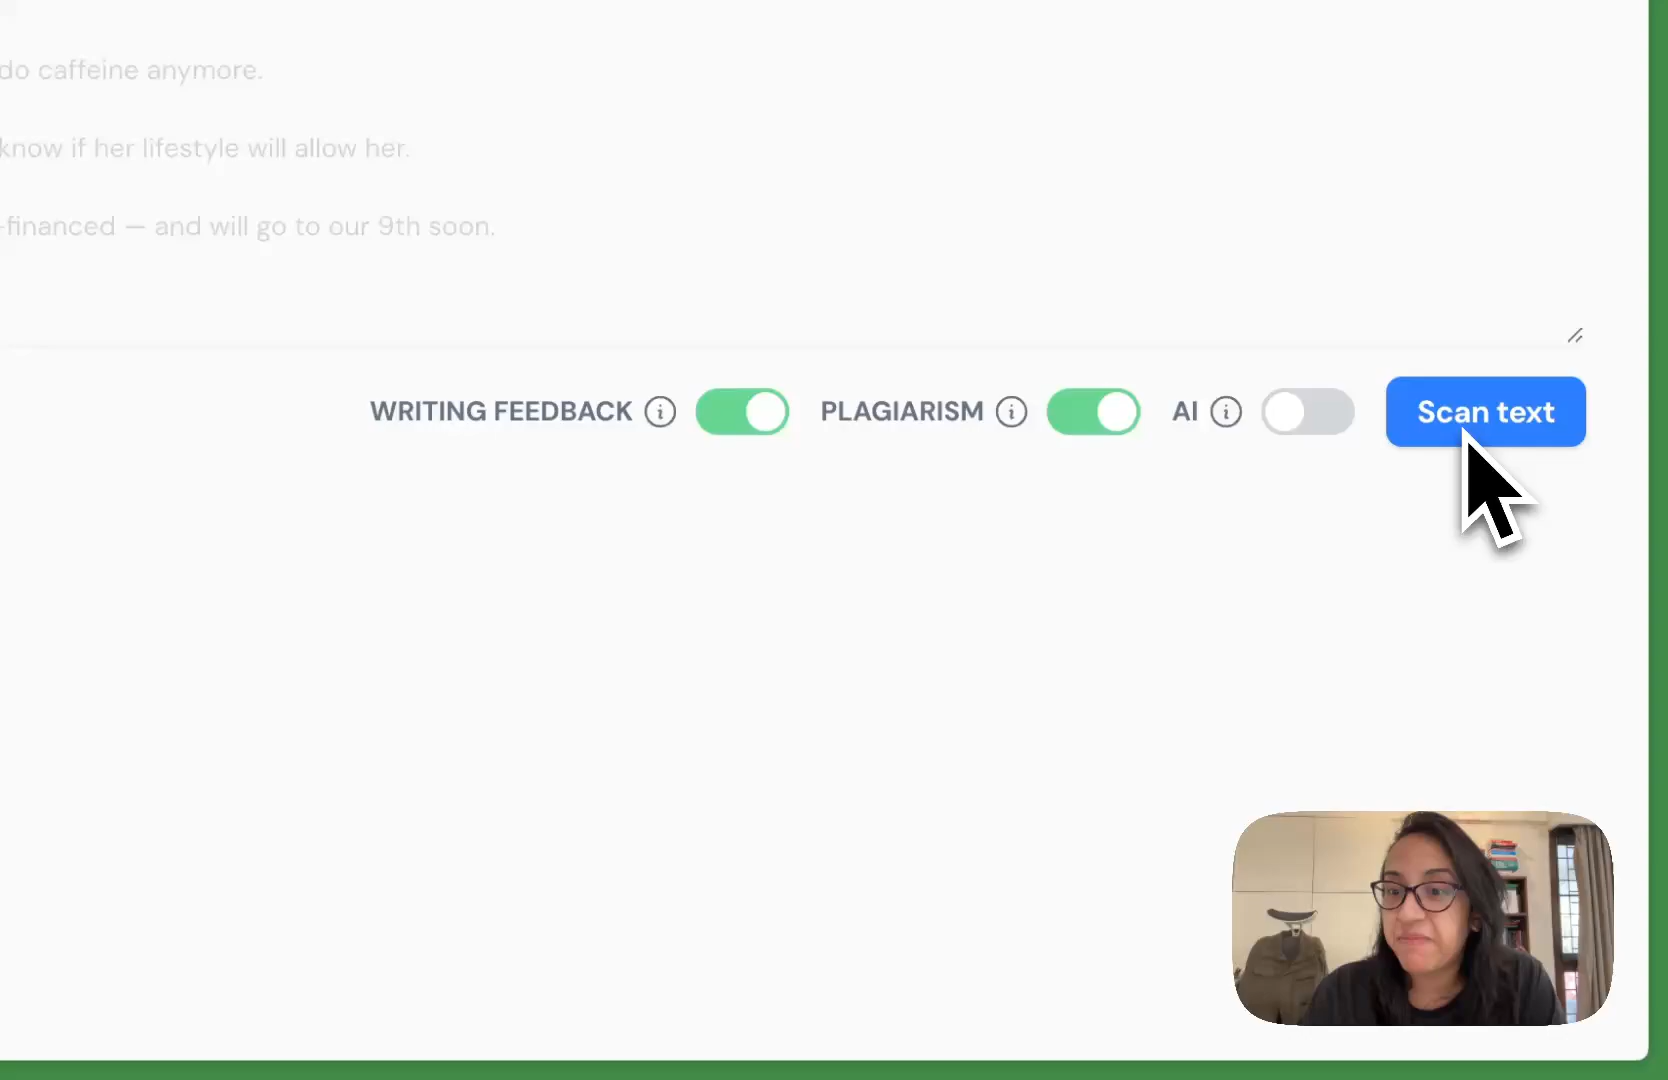 do caffeine anymore.
know if her lifestyle will allow her.
-financed — and will go to our 9th soon.
WRITING FEEDBACK PLAGIARISM AI Scan text